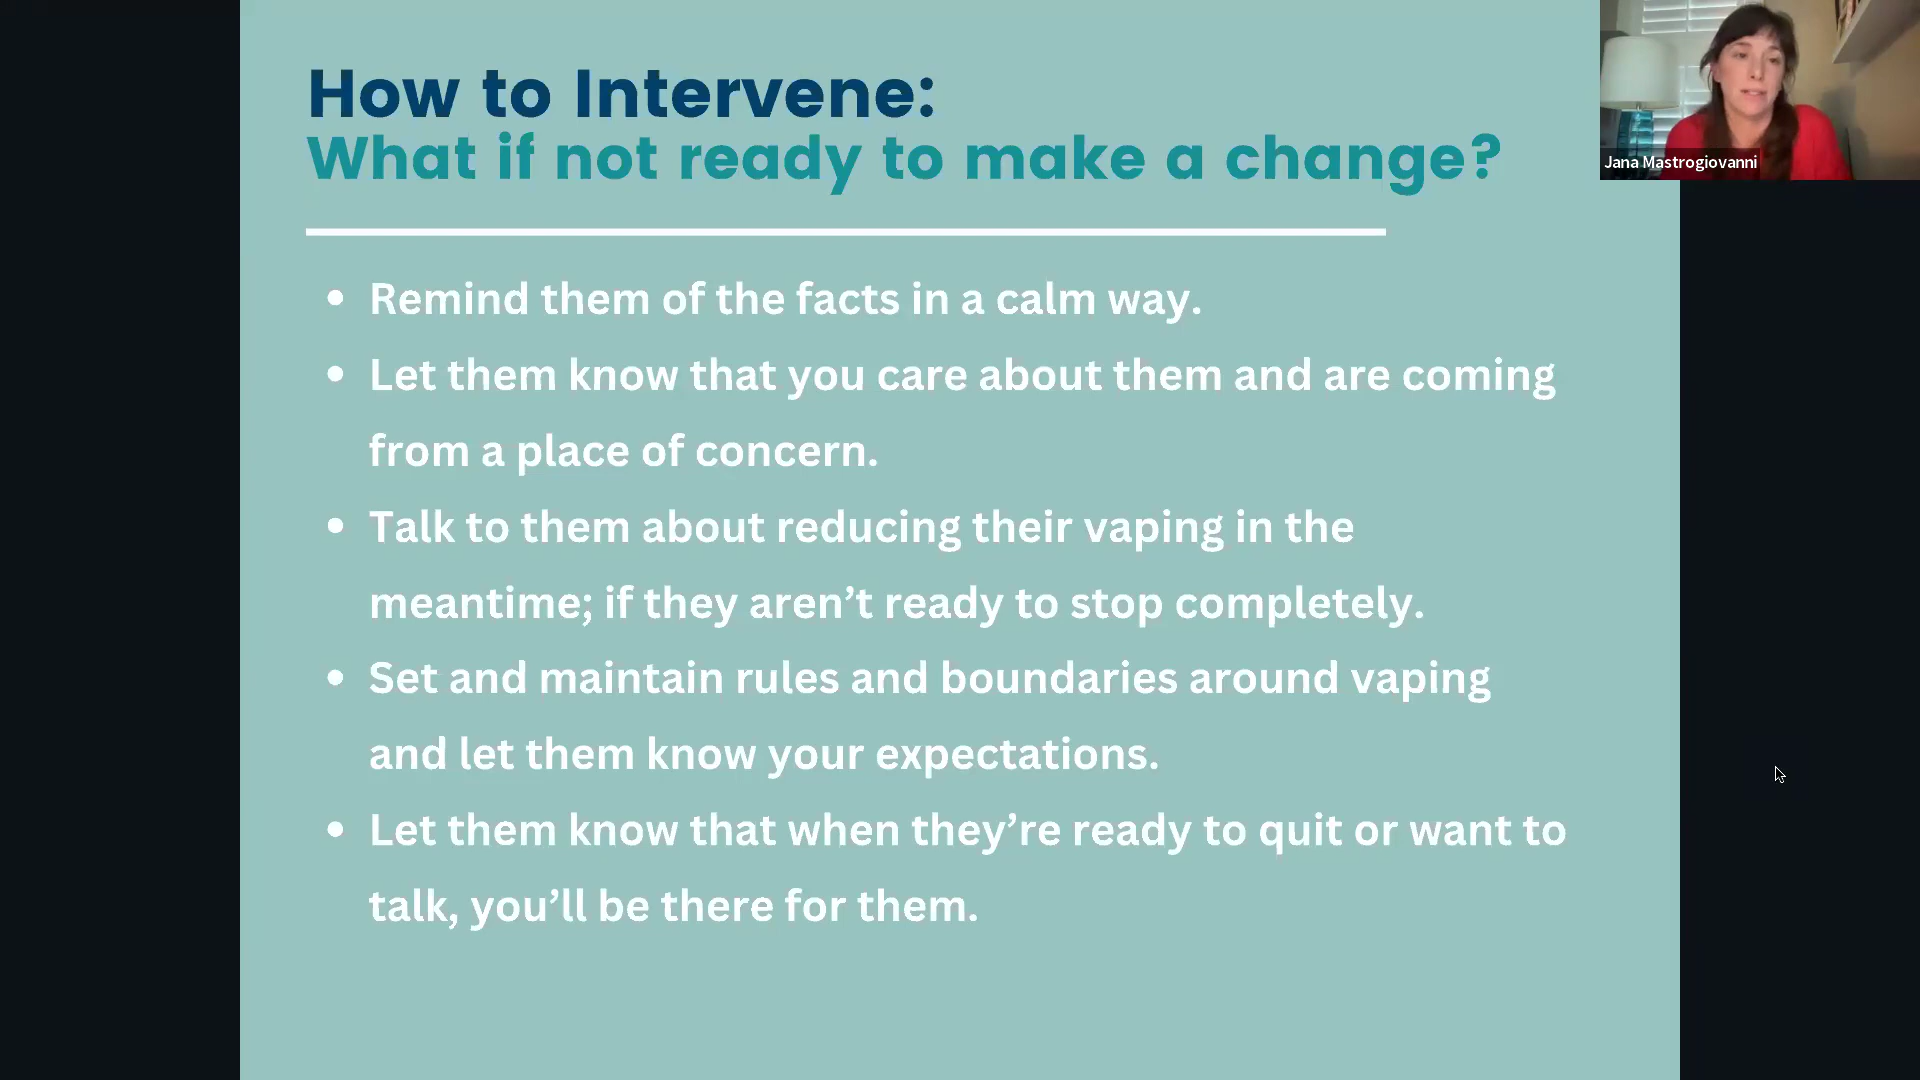 How to Intervene:
What if not ready to make a change?
Jana Mastrogiovanni
• Remind them of the facts in a calm way.
• Let them know that you care about them and are coming
from a place of concern.
• Talk to them about reducing their vaping in the
meantime; if they aren’t ready to stop completely.
• Set and maintain rules and boundaries around vaping
and let them know your expectations.
• Let them know that when they’re ready to quit or want to
talk, you’ll be there for them.